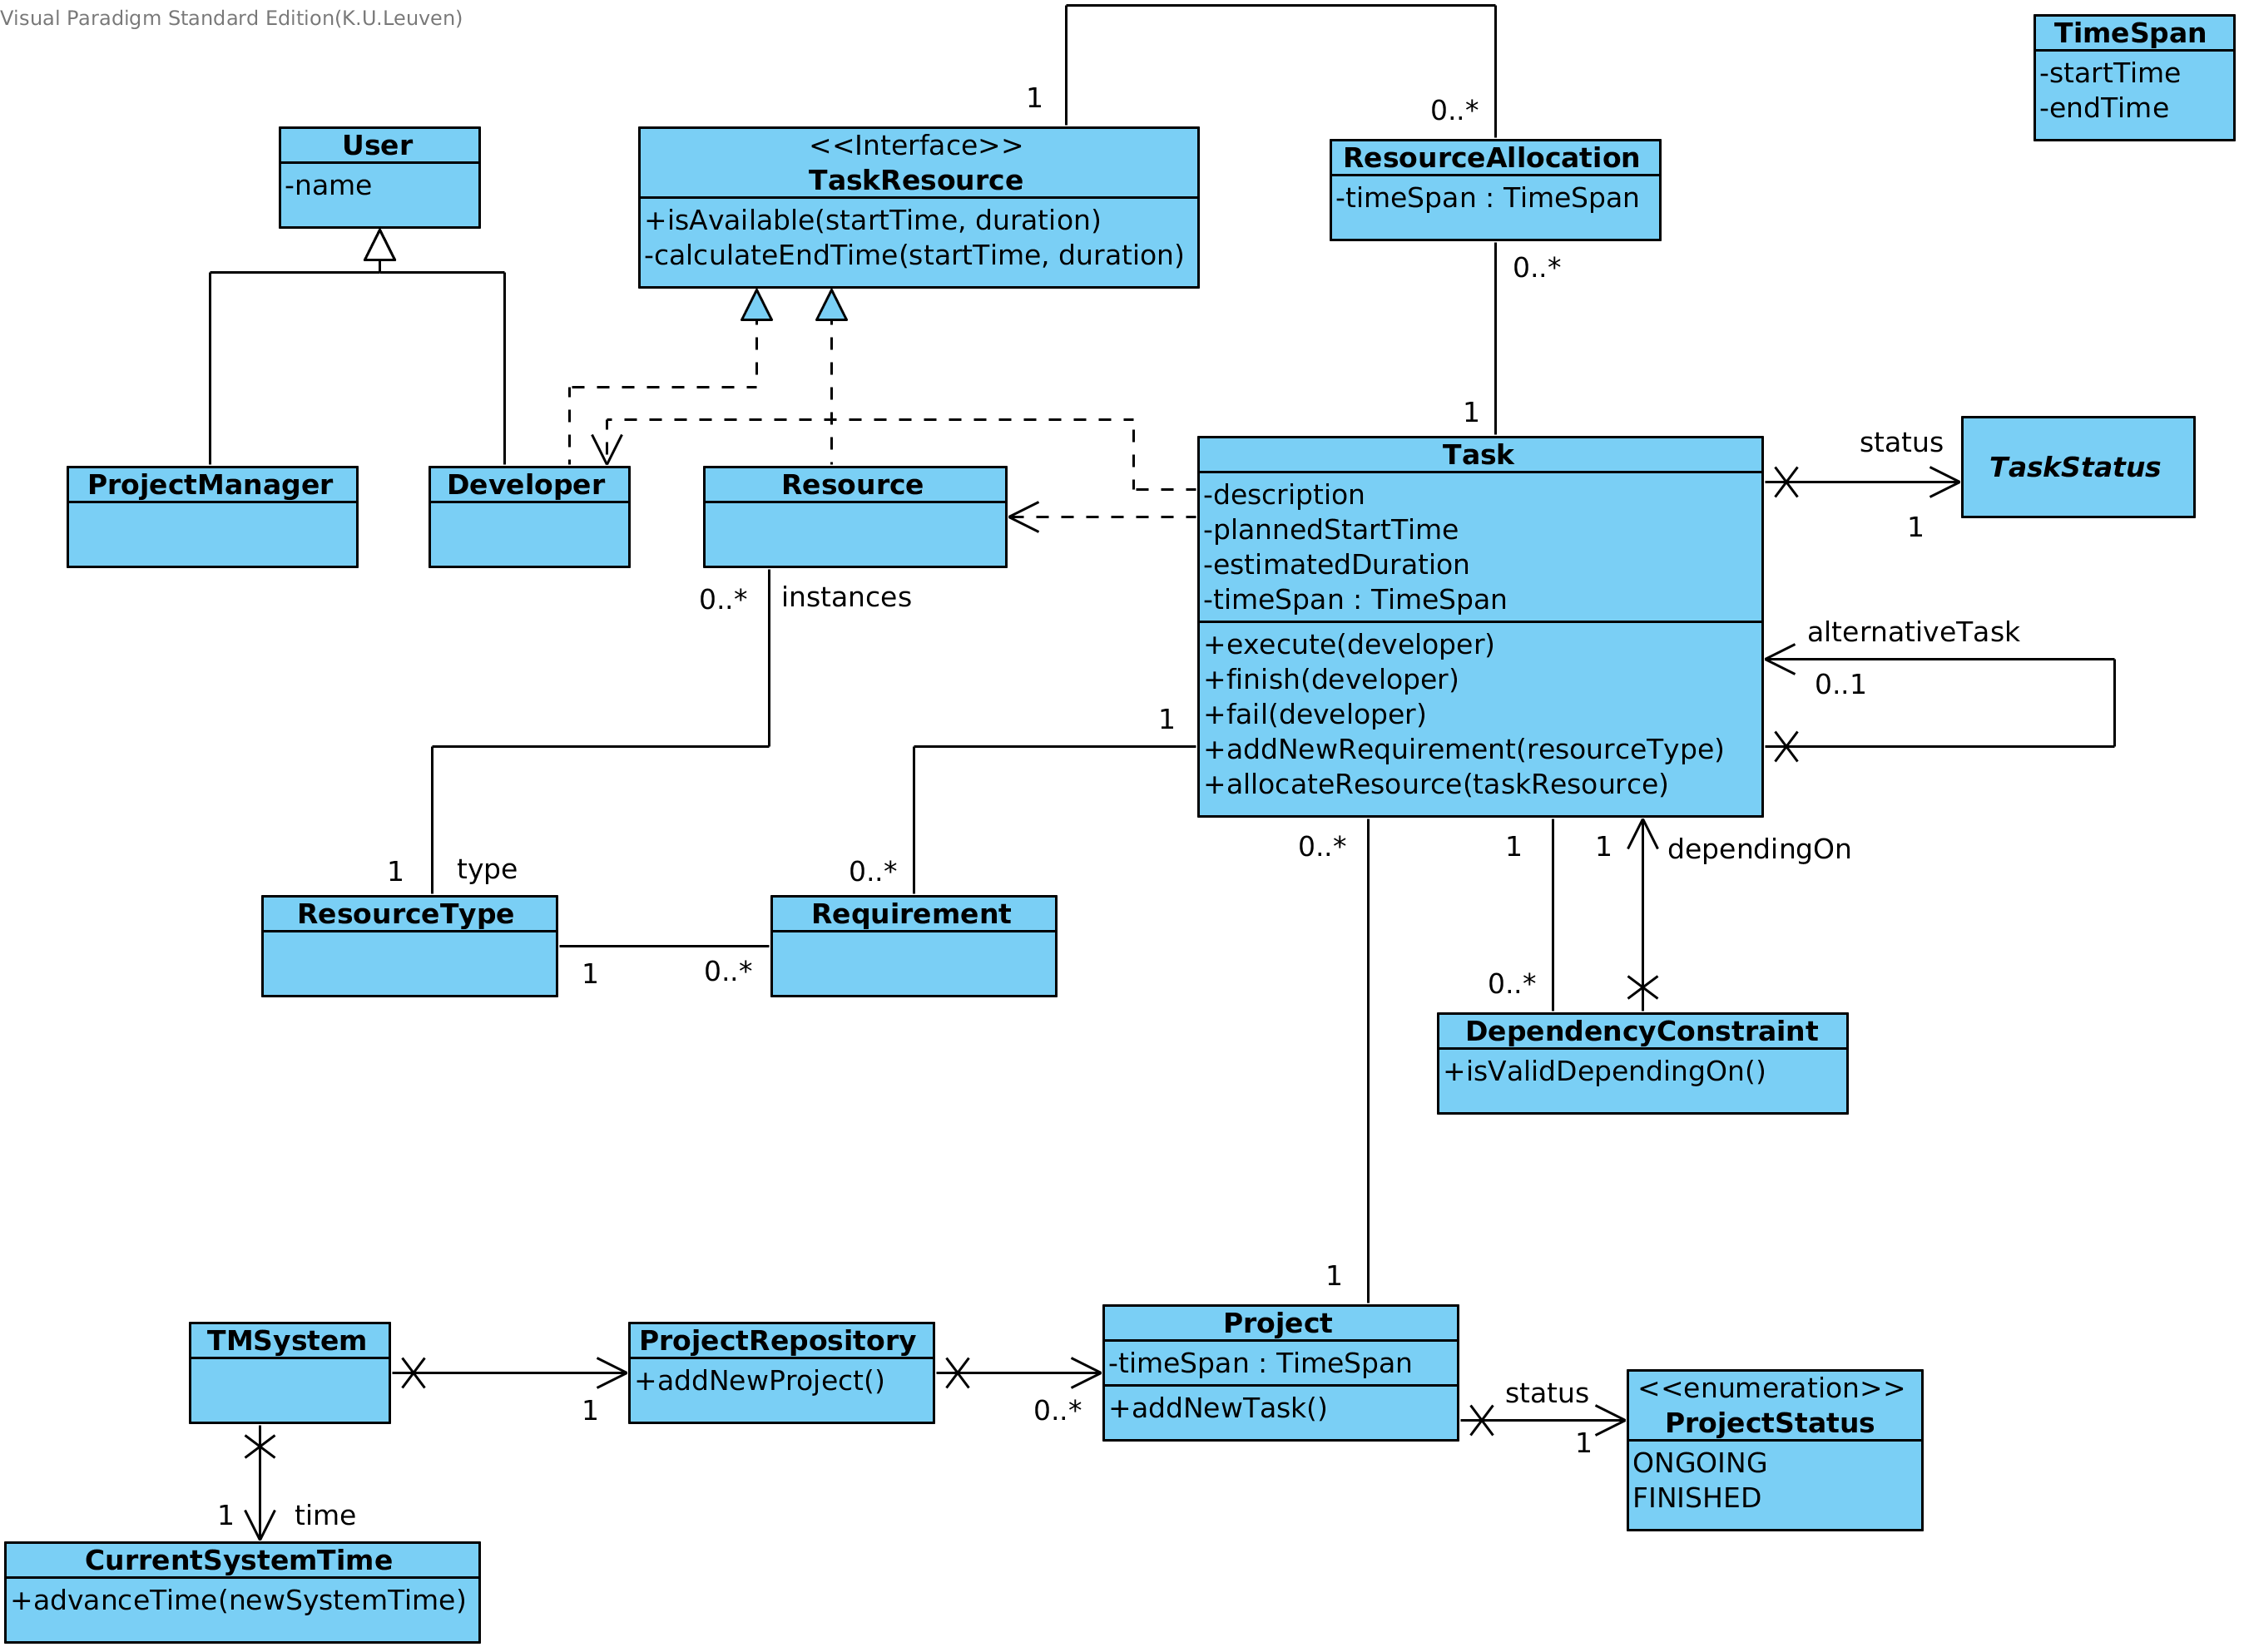 Visual Paradigm Standard Edition(K.U.Leuven)
TimeSpan
-startTime
-endTime
1
0..*
User
-name
<<Interface>>
TaskResource
+isAvailable(startTime, duration)
-calculateEndTime(startTime, duration)
ResourceAllocation
-timeSpan : TimeSpan
0..*
1
ProjectManager
Developer
Resource
Task
-description
-plannedStartTime
-estimatedDuration
-timeSpan : TimeSpan
+execute(developer)
+finish(developer)
+fail(developer)
+addNewRequirement(resourceType)
+allocateResource(taskResource)
status
1
TaskStatus
alternativeTask
0..1
0..*
instances
1
1
type
0..*
ResourceType
1
0..*
Requirement
0..*
1
1
dependingOn
0..*
DependencyConstraint
+isValidDependingOn()
1
TMSystem
1
ProjectRepository
+addNewProject()
0..*
Project
-timeSpan : TimeSpan
+addNewTask()
status
1
<<enumeration>>
ProjectStatus
ONGOING
FINISHED
1
time
CurrentSystemTime
+advanceTime(newSystemTime)